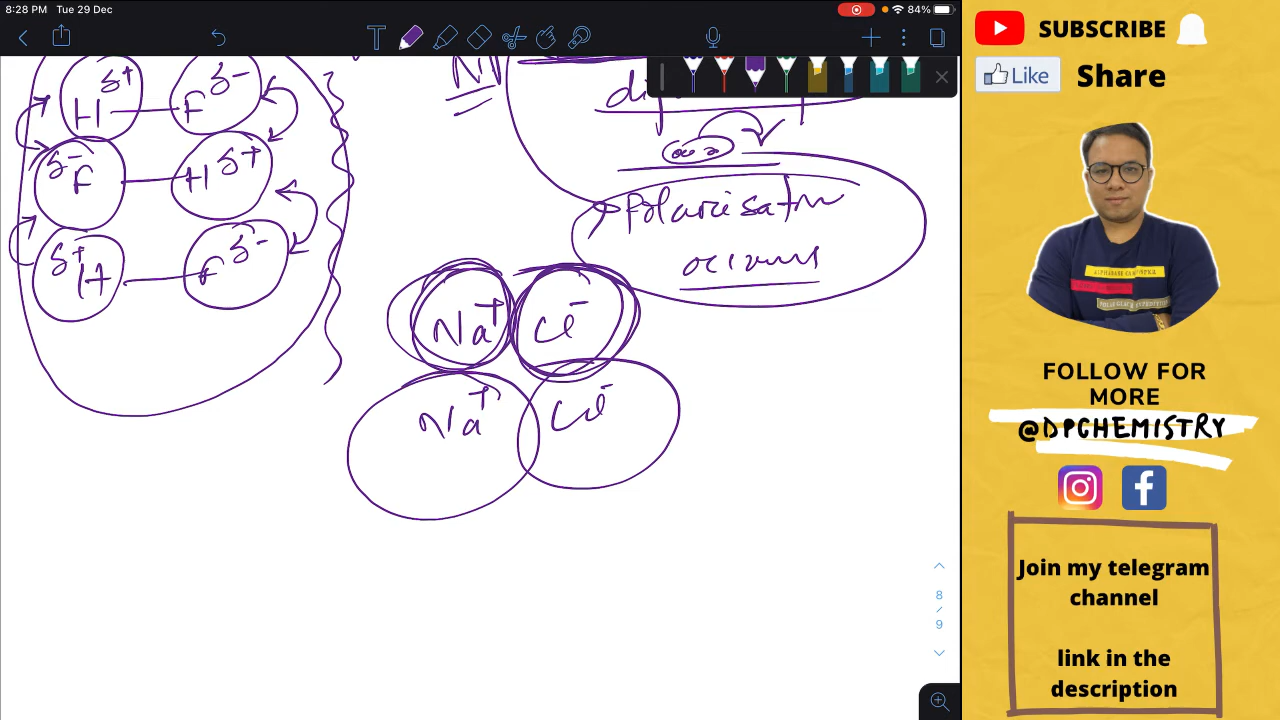 8:28 PM Tue 29 Dec
84%
H δ+ F δ-
δ- F H δ+
δ+ H F δ-
Polarisation
occurs
Na+ Cl-
Na+ Cl-
8
/
9
SUBSCRIBE
Like Share
FOLLOW FOR
MORE
@DPCHEMISTRY
Join my telegram
channel
link in the
description